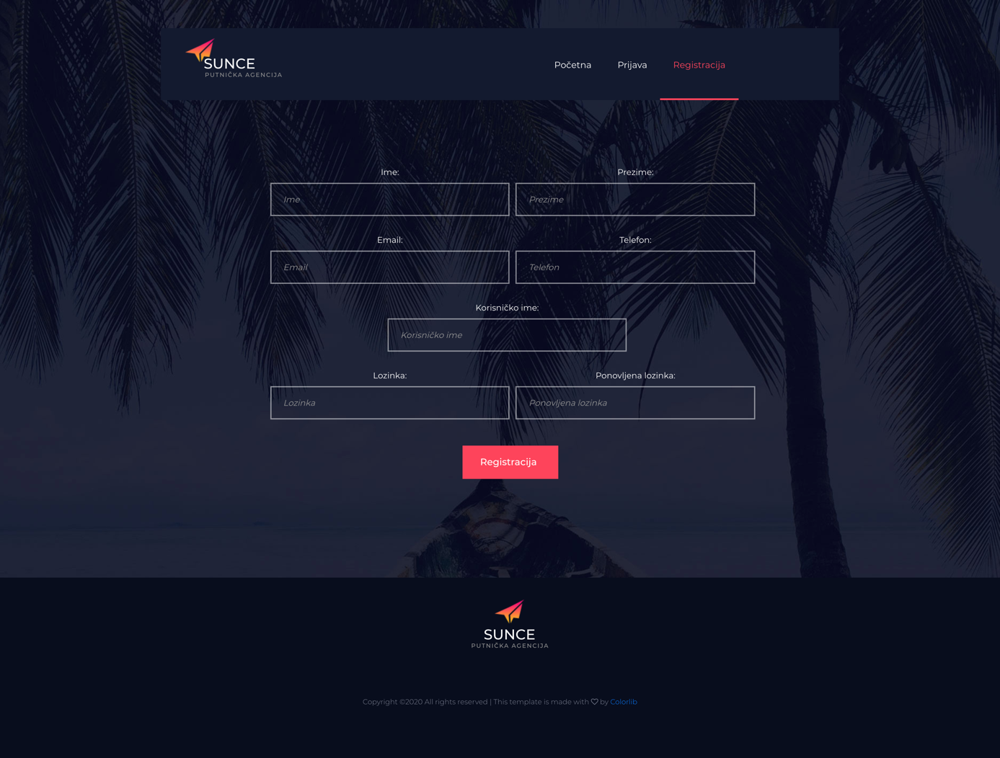 SUNCE
PUTNIČKA AGENCIJA
Početna Prijava Registracija
Ime: Prezime:
Ime Prezime
Email: Telefon:
Email Telefon
Korisničko ime:
Korisničko ime
Lozinka: Ponovljena lozinka:
Lozinka Ponovljena lozinka
Registracija
SUNCE
PUTNIČKA AGENCIJA
Copyright ©2020 All rights reserved | This template is made with ♡ by Colorlib